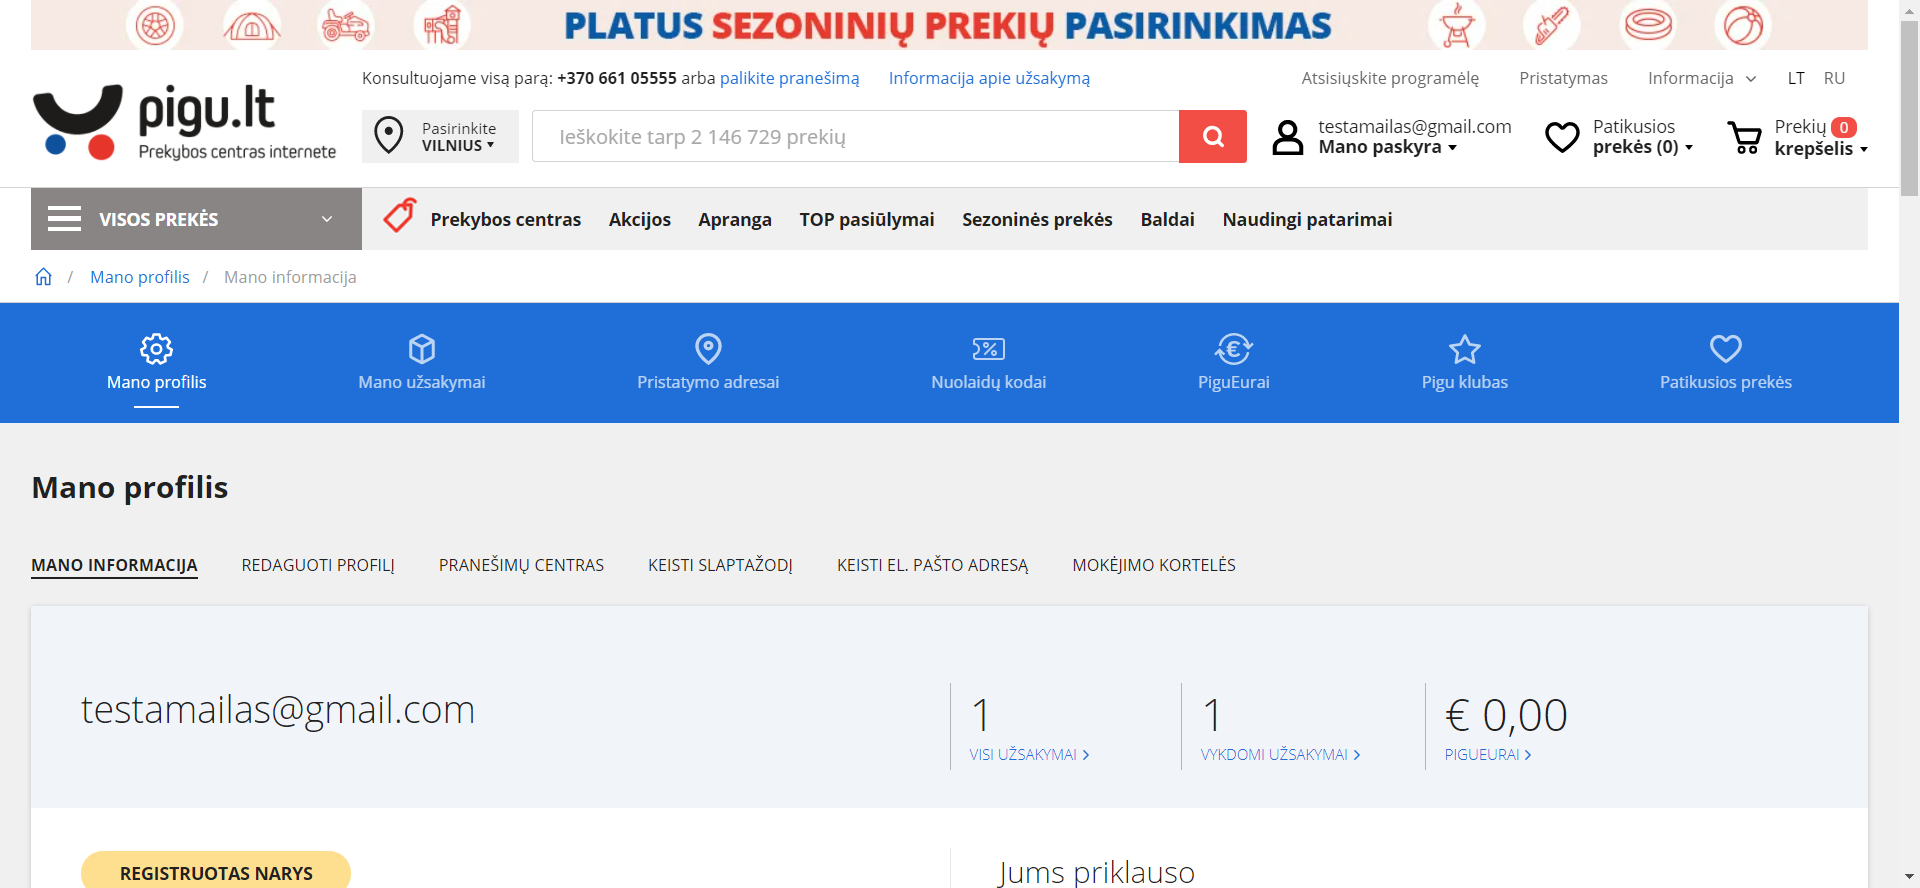 PLATUS SEZONINIŲ PREKIŲ PASIRINKIMAS
Konsultuojame visą parą: +370 661 05555 arba palikite pranešimą
Informacija apie užsakymą
Atsisiųskite programėlę
Pristatymas
Informacija
LT
RU
pigu.lt
Prekybos centras internete
Pasirinkite
VILNIUS
Ieškokite tarp 2 146 729 prekių
testamailas@gmail.com
Mano paskyra
Patikusios
prekės (0)
Prekių 0
krepšelis
VISOS PREKĖS
Prekybos centras
Akcijos
Apranga
TOP pasiūlymai
Sezoninės prekės
Baldai
Naudingi patarimai
/ Mano profilis / Mano informacija
Mano profilis
Mano užsakymai
Pristatymo adresai
Nuolaidų kodai
PiguEurai
Pigu klubas
Patikusios prekės
Mano profilis
MANO INFORMACIJA
REDAGUOTI PROFILĮ
PRANEŠIMŲ CENTRAS
KEISTI SLAPTAŽODĮ
KEISTI EL. PAŠTO ADRESĄ
MOKĖJIMO KORTELĖS
testamailas@gmail.com
1
VISI UŽSAKYMAI
1
VYKDOMI UŽSAKYMAI
€ 0,00
PIGUEURAI
REGISTRUOTAS NARYS
Jums priklauso